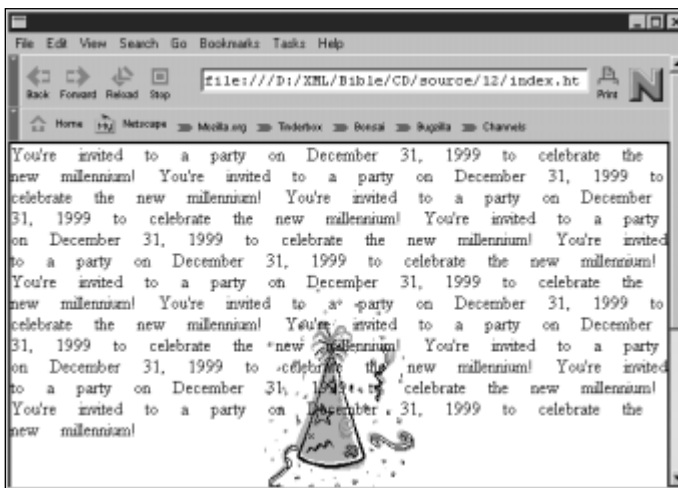 File Edit View Search Go Bookmarks Tasks Help
Back Forward Reload Stop file:///D:/XML/Bible/CD/source/12/index.ht Print N
Home My Netscape Mozilla.org Tinderbox Bonsai Bugzilla Channels
You're invited to a party on December 31, 1999 to celebrate the
new millennium! You're invited to a party on December 31, 1999 to
celebrate the new millennium! You're invited to a party on December
31, 1999 to celebrate the new millennium! You're invited to a party
on December 31, 1999 to celebrate the new millennium! You're invited
to a party on December 31, 1999 to celebrate the new millennium!
You're invited to a party on December 31, 1999 to celebrate the
new millennium! You're invited to a party on December 31, 1999 to
celebrate the new millennium! You're invited to a party on December
31, 1999 to celebrate the new millennium! You're invited to a party
on December 31, 1999 to celebrate the new millennium! You're invited
to a party on December 31, 1999 to celebrate the new millennium!
You're invited to a party on December 31, 1999 to celebrate the
new millennium!